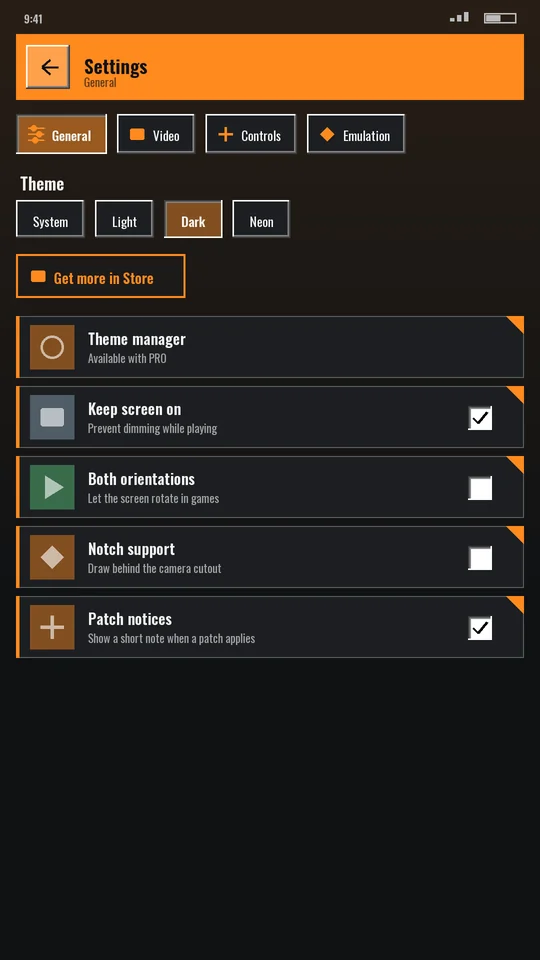 9:41
Settings
General
General
Video
Controls
Emulation
Theme
System
Light
Dark
Neon
Get more in Store
Theme manager
Available with PRO
Keep screen on
Prevent dimming while playing
Both orientations
Let the screen rotate in games
Notch support
Draw behind the camera cutout
Patch notices
Show a short note when a patch applies